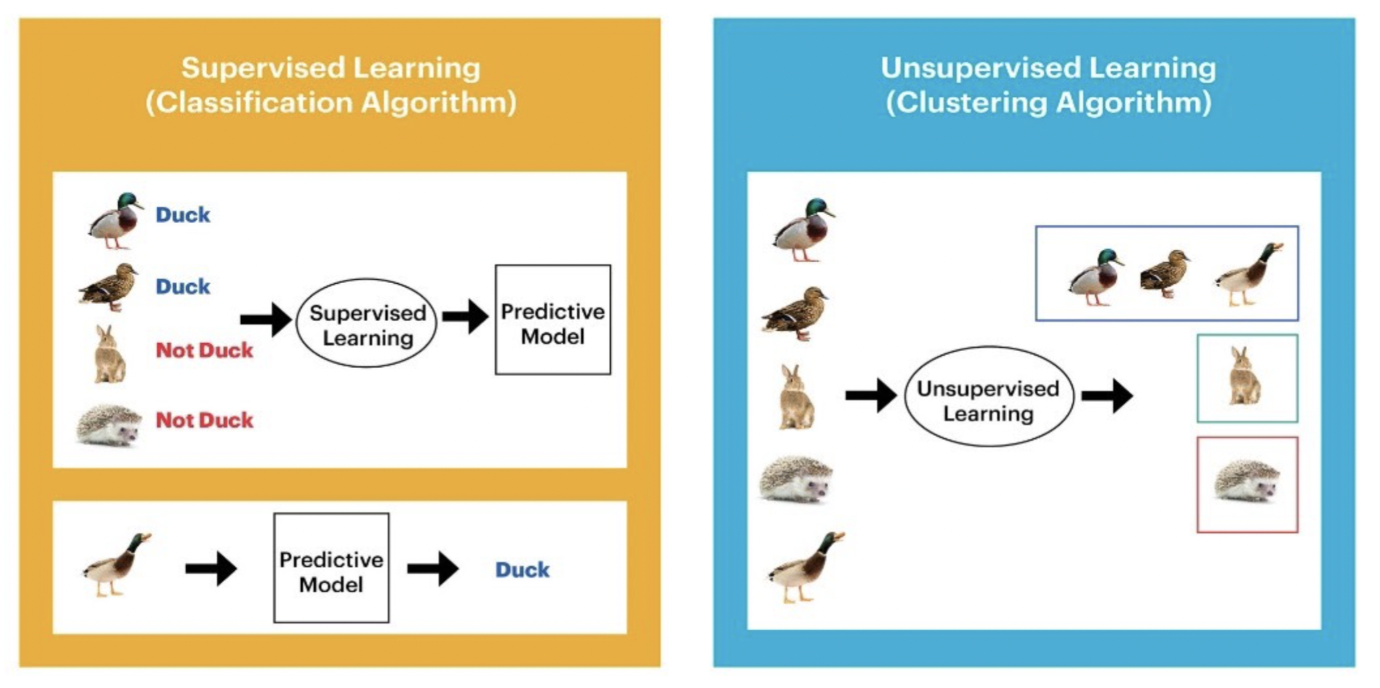 Supervised Learning
(Classification Algorithm)
Duck
Duck
Not Duck
Not Duck
Supervised
Learning
Predictive
Model
Predictive
Model
Duck
Unsupervised Learning
(Clustering Algorithm)
Unsupervised
Learning